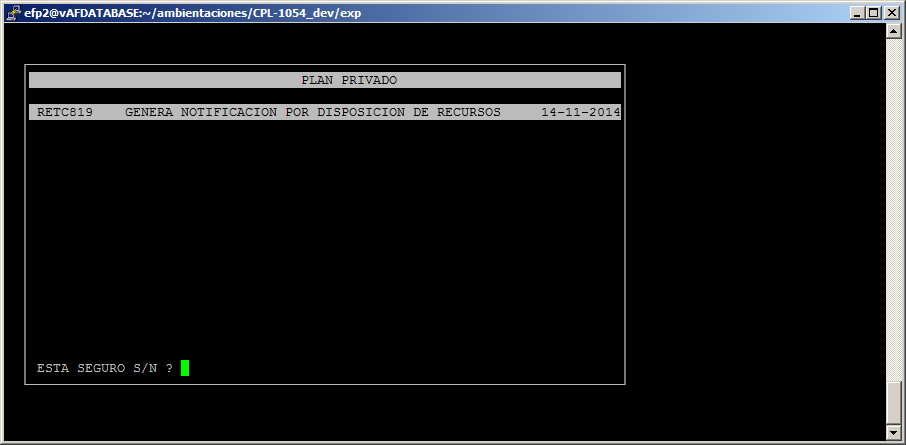 efp2@vAFDATABASE:~/ambientaciones/CPL-1054_dev/exp
PLAN PRIVADO
RETC819 GENERA NOTIFICACION POR DISPOSICION DE RECURSOS 14-11-2014
ESTA SEGURO S/N ?